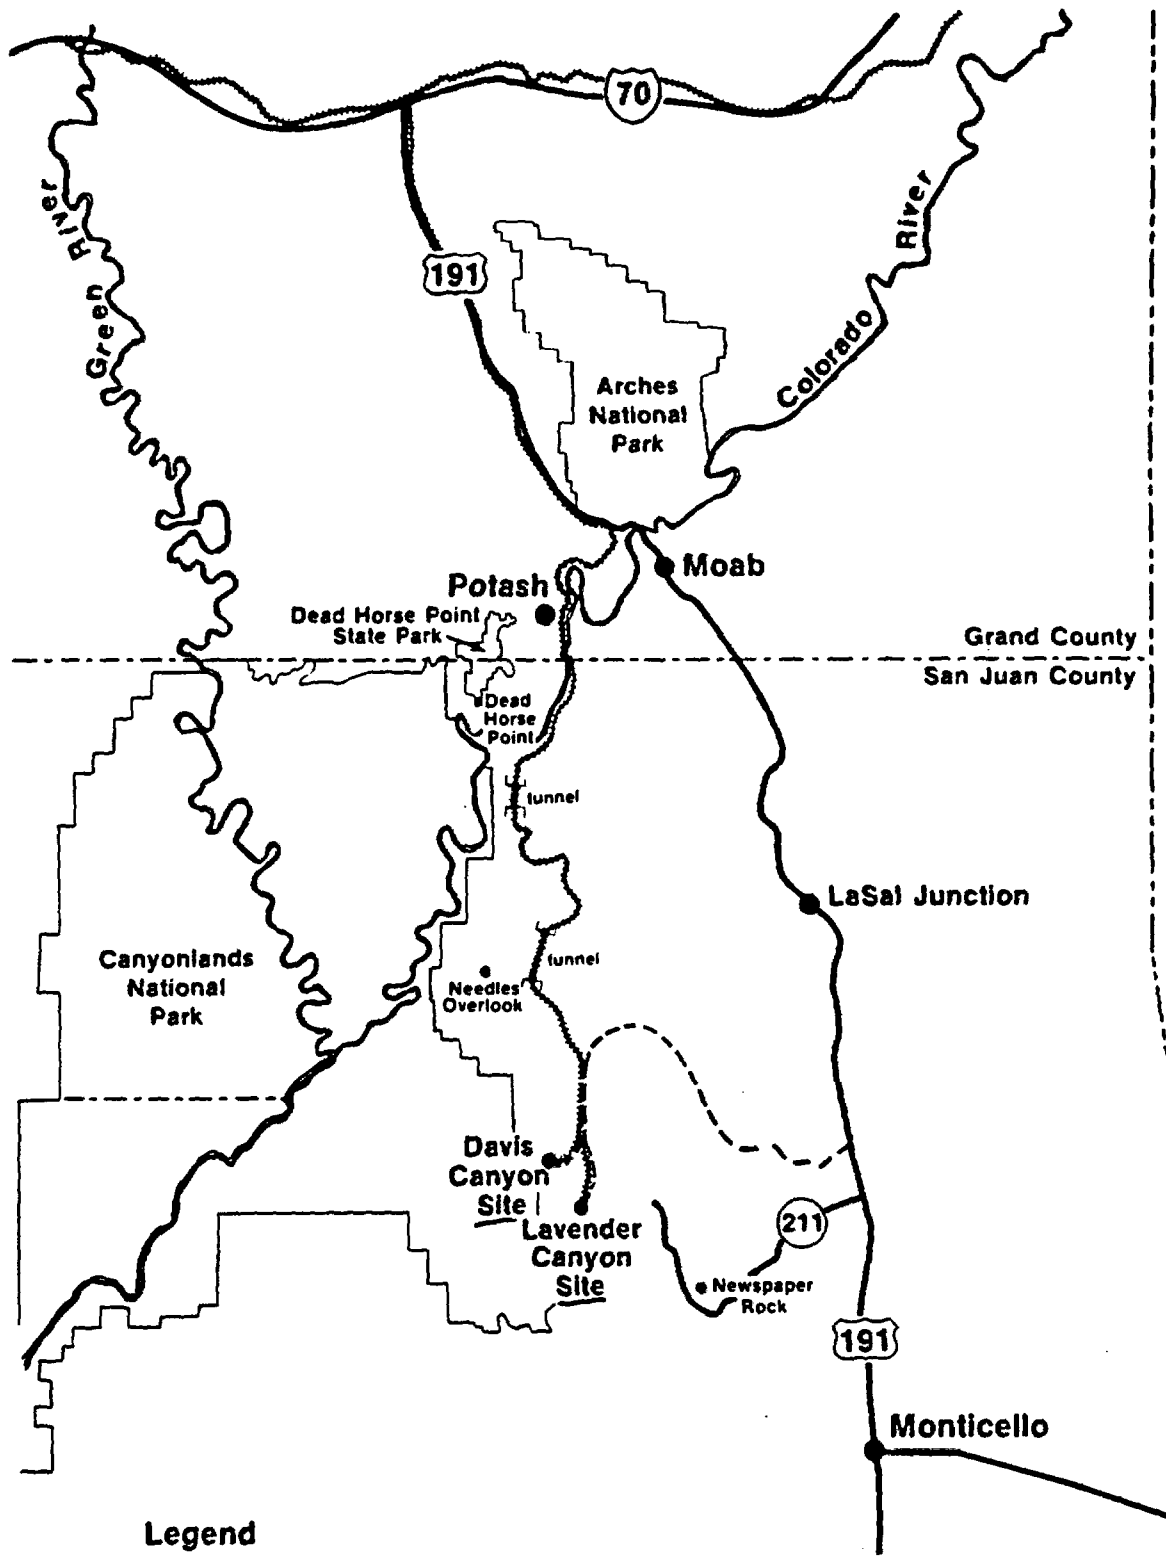 70
River
Green
River
191
Colorado
Arches
National
Park
Moab
Potash
Dead Horse Point
State Park
Grand County
San Juan County
Dead
Horse
Point
tunnel
LaSal Junction
Canyonlands
National
Park
tunnel
Needles
Overlook
Davis
Canyon
Site
Lavender
Canyon
Site
211
Newspaper
Rock
191
Monticello
Legend